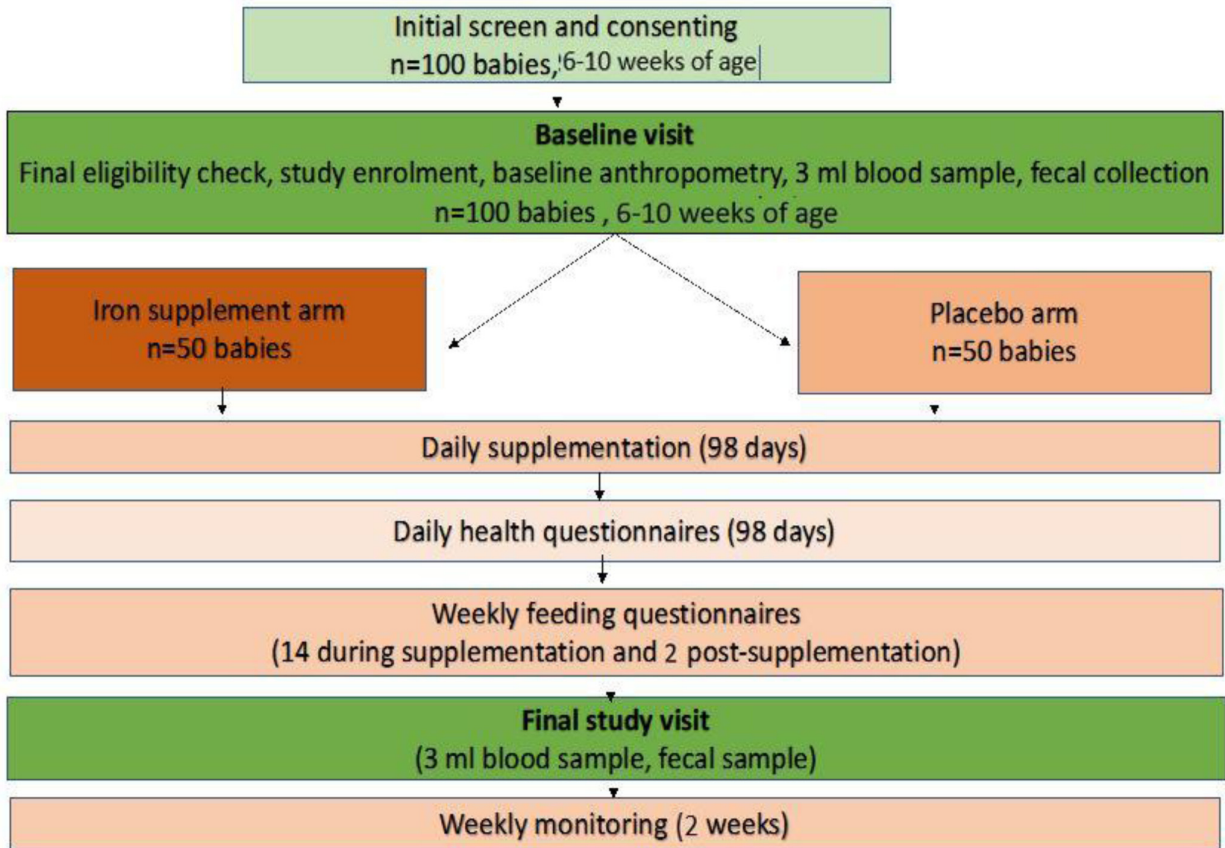 Initial screen and consenting
n=100 babies, 6-10 weeks of age
Baseline visit
Final eligibility check, study enrolment, baseline anthropometry, 3 ml blood sample, fecal collection
n=100 babies , 6-10 weeks of age
Iron supplement arm
n=50 babies
Placebo arm
n=50 babies
Daily supplementation (98 days)
Daily health questionnaires (98 days)
Weekly feeding questionnaires
(14 during supplementation and 2 post-supplementation)
Final study visit
(3 ml blood sample, fecal sample)
Weekly monitoring (2 weeks)